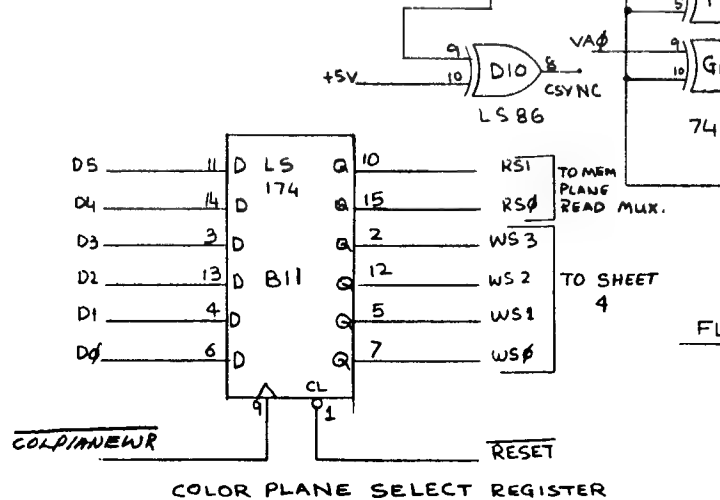 5
9
D10
8
+5V
10
CSYNC
LS86
VAØ
9
10
G
74
D5
11
D
LS
174
Q
10
RS1
TO MEM
PLANE
READ MUX.
D4
14
D
Q
15
RSØ
D3
3
D
Q
2
WS3
D2
13
D
B11
Q
12
WS2
TO SHEET
4
D1
4
D
Q
5
WS1
DØ
6
D
Q
7
WSØ
FL
9
CL
1
COLPLANEWR
RESET
COLOR PLANE SELECT REGISTER